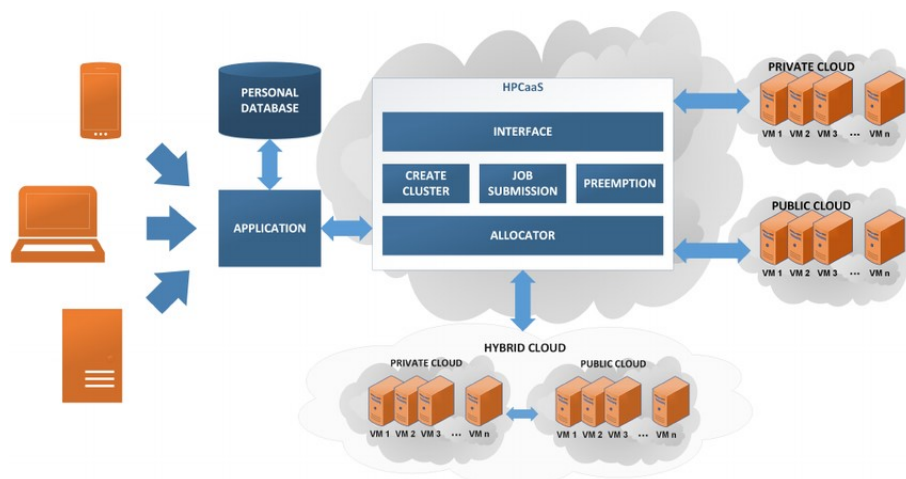 PERSONAL
DATABASE
APPLICATION
HPCaaS
INTERFACE
CREATE
CLUSTER
JOB
SUBMISSION
PREEMPTION
ALLOCATOR
PRIVATE CLOUD
VM 1 VM 2 VM 3 ... VM n
PUBLIC CLOUD
VM 1 VM 2 VM 3 ... VM n
HYBRID CLOUD
PRIVATE CLOUD
VM 1 VM 2 VM 3 ... VM n
PUBLIC CLOUD
VM 1 VM 2 VM 3 ... VM n